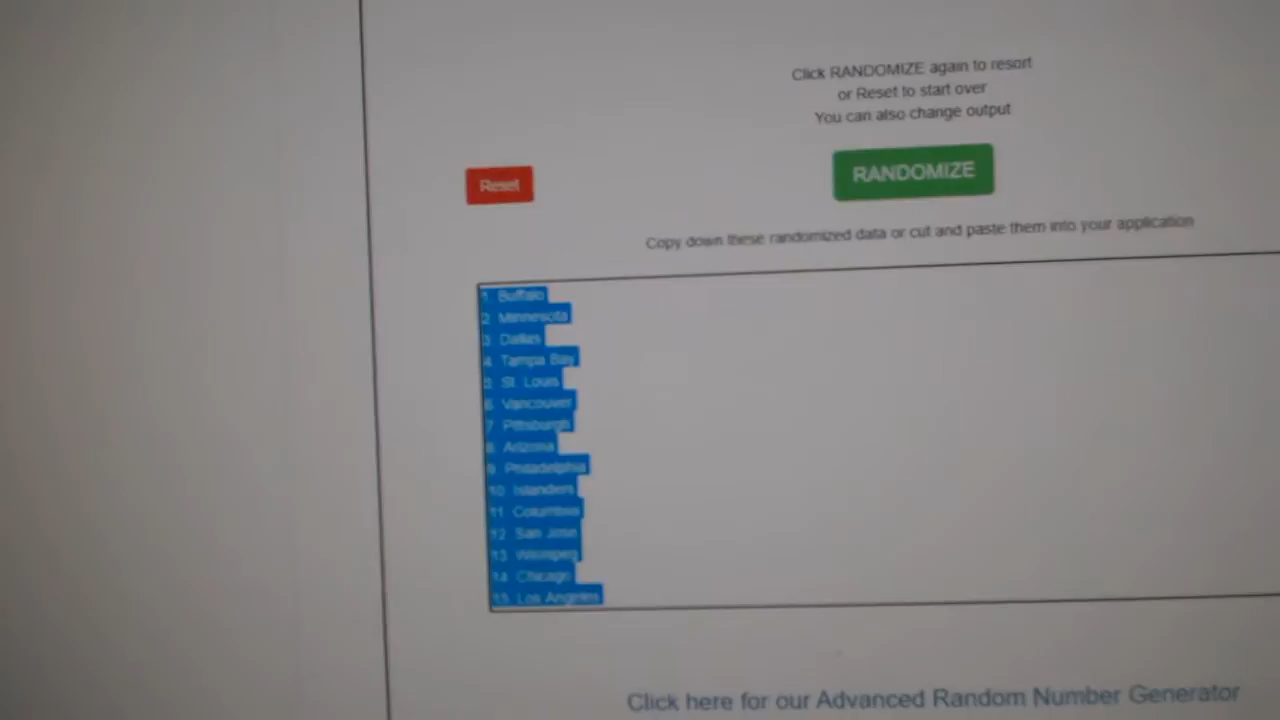 Click RANDOMIZE again to resort
or Reset to start over
You can also change output
Reset
RANDOMIZE
Copy down these randomized data or cut and paste them into your application
1. Buffalo
2. Minnesota
3. Dallas
4. Tampa Bay
5. St. Louis
6. Vancouver
7. Pittsburgh
8. Arizona
9. Philadelphia
10. Islanders
11. Columbus
12. San Jose
13. Winnipeg
14. Chicago
15. Los Angeles
Click here for our Advanced Random Number Generator